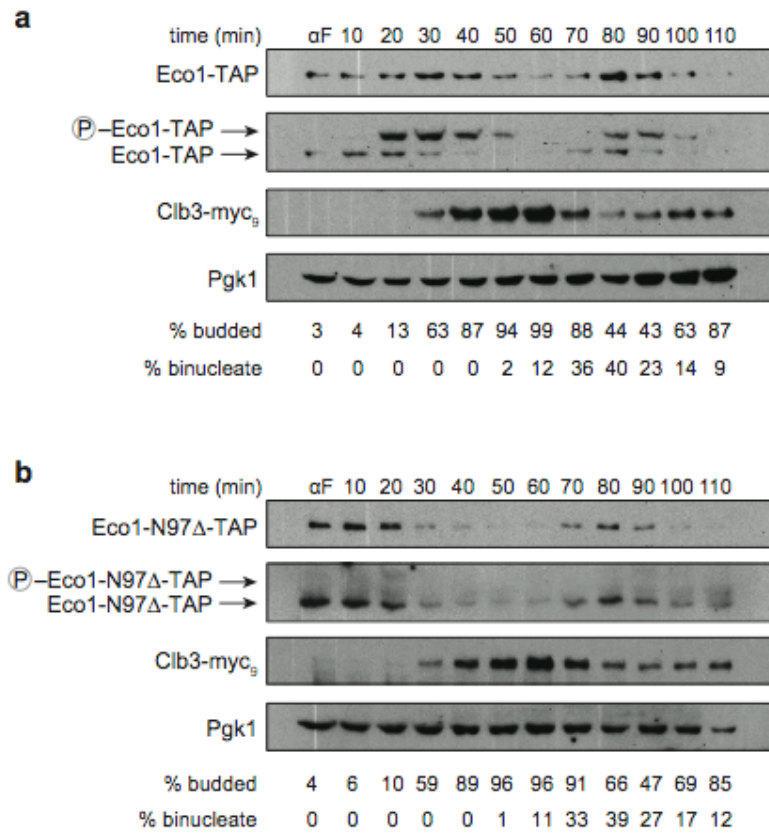 a
time (min) αF 10 20 30 40 50 60 70 80 90 100 110
Eco1-TAP
Ⓟ–Eco1-TAP
Eco1-TAP
Clb3-myc₉
Pgk1
% budded 3 4 13 63 87 94 99 88 44 43 63 87
% binucleate 0 0 0 0 0 2 12 36 40 23 14 9
b
time (min) αF 10 20 30 40 50 60 70 80 90 100 110
Eco1-N97Δ-TAP
Ⓟ–Eco1-N97Δ-TAP
Eco1-N97Δ-TAP
Clb3-myc₉
Pgk1
% budded 4 6 10 59 89 96 96 91 66 47 69 85
% binucleate 0 0 0 0 0 1 11 33 39 27 17 12